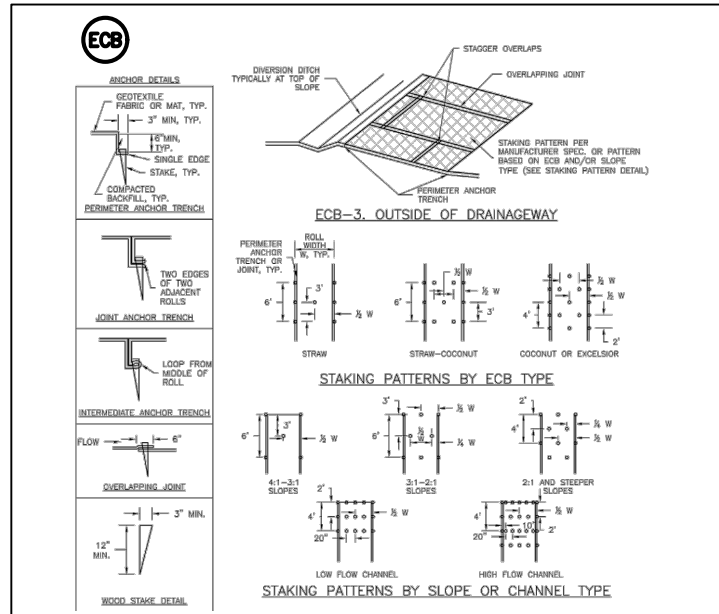 ECB
ANCHOR DETAILS
GEOTEXTILE
FABRIC OR MAT, TYP.
3" MIN, TYP.
6"MIN,
TYP.
SINGLE EDGE
STAKE, TYP.
COMPACTED
BACKFILL, TYP.
PERIMETER ANCHOR TRENCH
TWO EDGES
OF TWO
ADJACENT
ROLLS
JOINT ANCHOR TRENCH
LOOP FROM
MIDDLE OF
ROLL
INTERMEDIATE ANCHOR TRENCH
FLOW
6"
OVERLAPPING JOINT
3" MIN.
12"
MIN.
WOOD STAKE DETAIL
DIVERSION DITCH
TYPICALLY AT TOP OF
SLOPE
STAGGER OVERLAPS
OVERLAPPING JOINT
STAKING PATTERN PER
MANUFACTURER SPEC. OR PATTERN
BASED ON ECB AND/OR SLOPE
TYPE (SEE STAKING PATTERN DETAIL)
PERIMETER ANCHOR
TRENCH
ECB-3. OUTSIDE OF DRAINAGEWAY
PERIMETER
ANCHOR
TRENCH OR
JOINT, TYP.
ROLL
WIDTH
W, TYP.
6'
3'
½ W
STRAW
6'
½ W
½ W
3'
STRAW-COCONUT
4'
½ W
½ W
2'
COCONUT OR EXCELSIOR
STAKING PATTERNS BY ECB TYPE
6'
3'
½ W
4:1-3:1
SLOPES
3'
6'
½ W
¼ W
3:1-2:1
SLOPES
2'
4'
¼ W
½ W
2:1 AND STEEPER
SLOPES
2'
4'
20"
½ W
LOW FLOW CHANNEL
4'
20"
10"
½ W
2'
HIGH FLOW CHANNEL
STAKING PATTERNS BY SLOPE OR CHANNEL TYPE